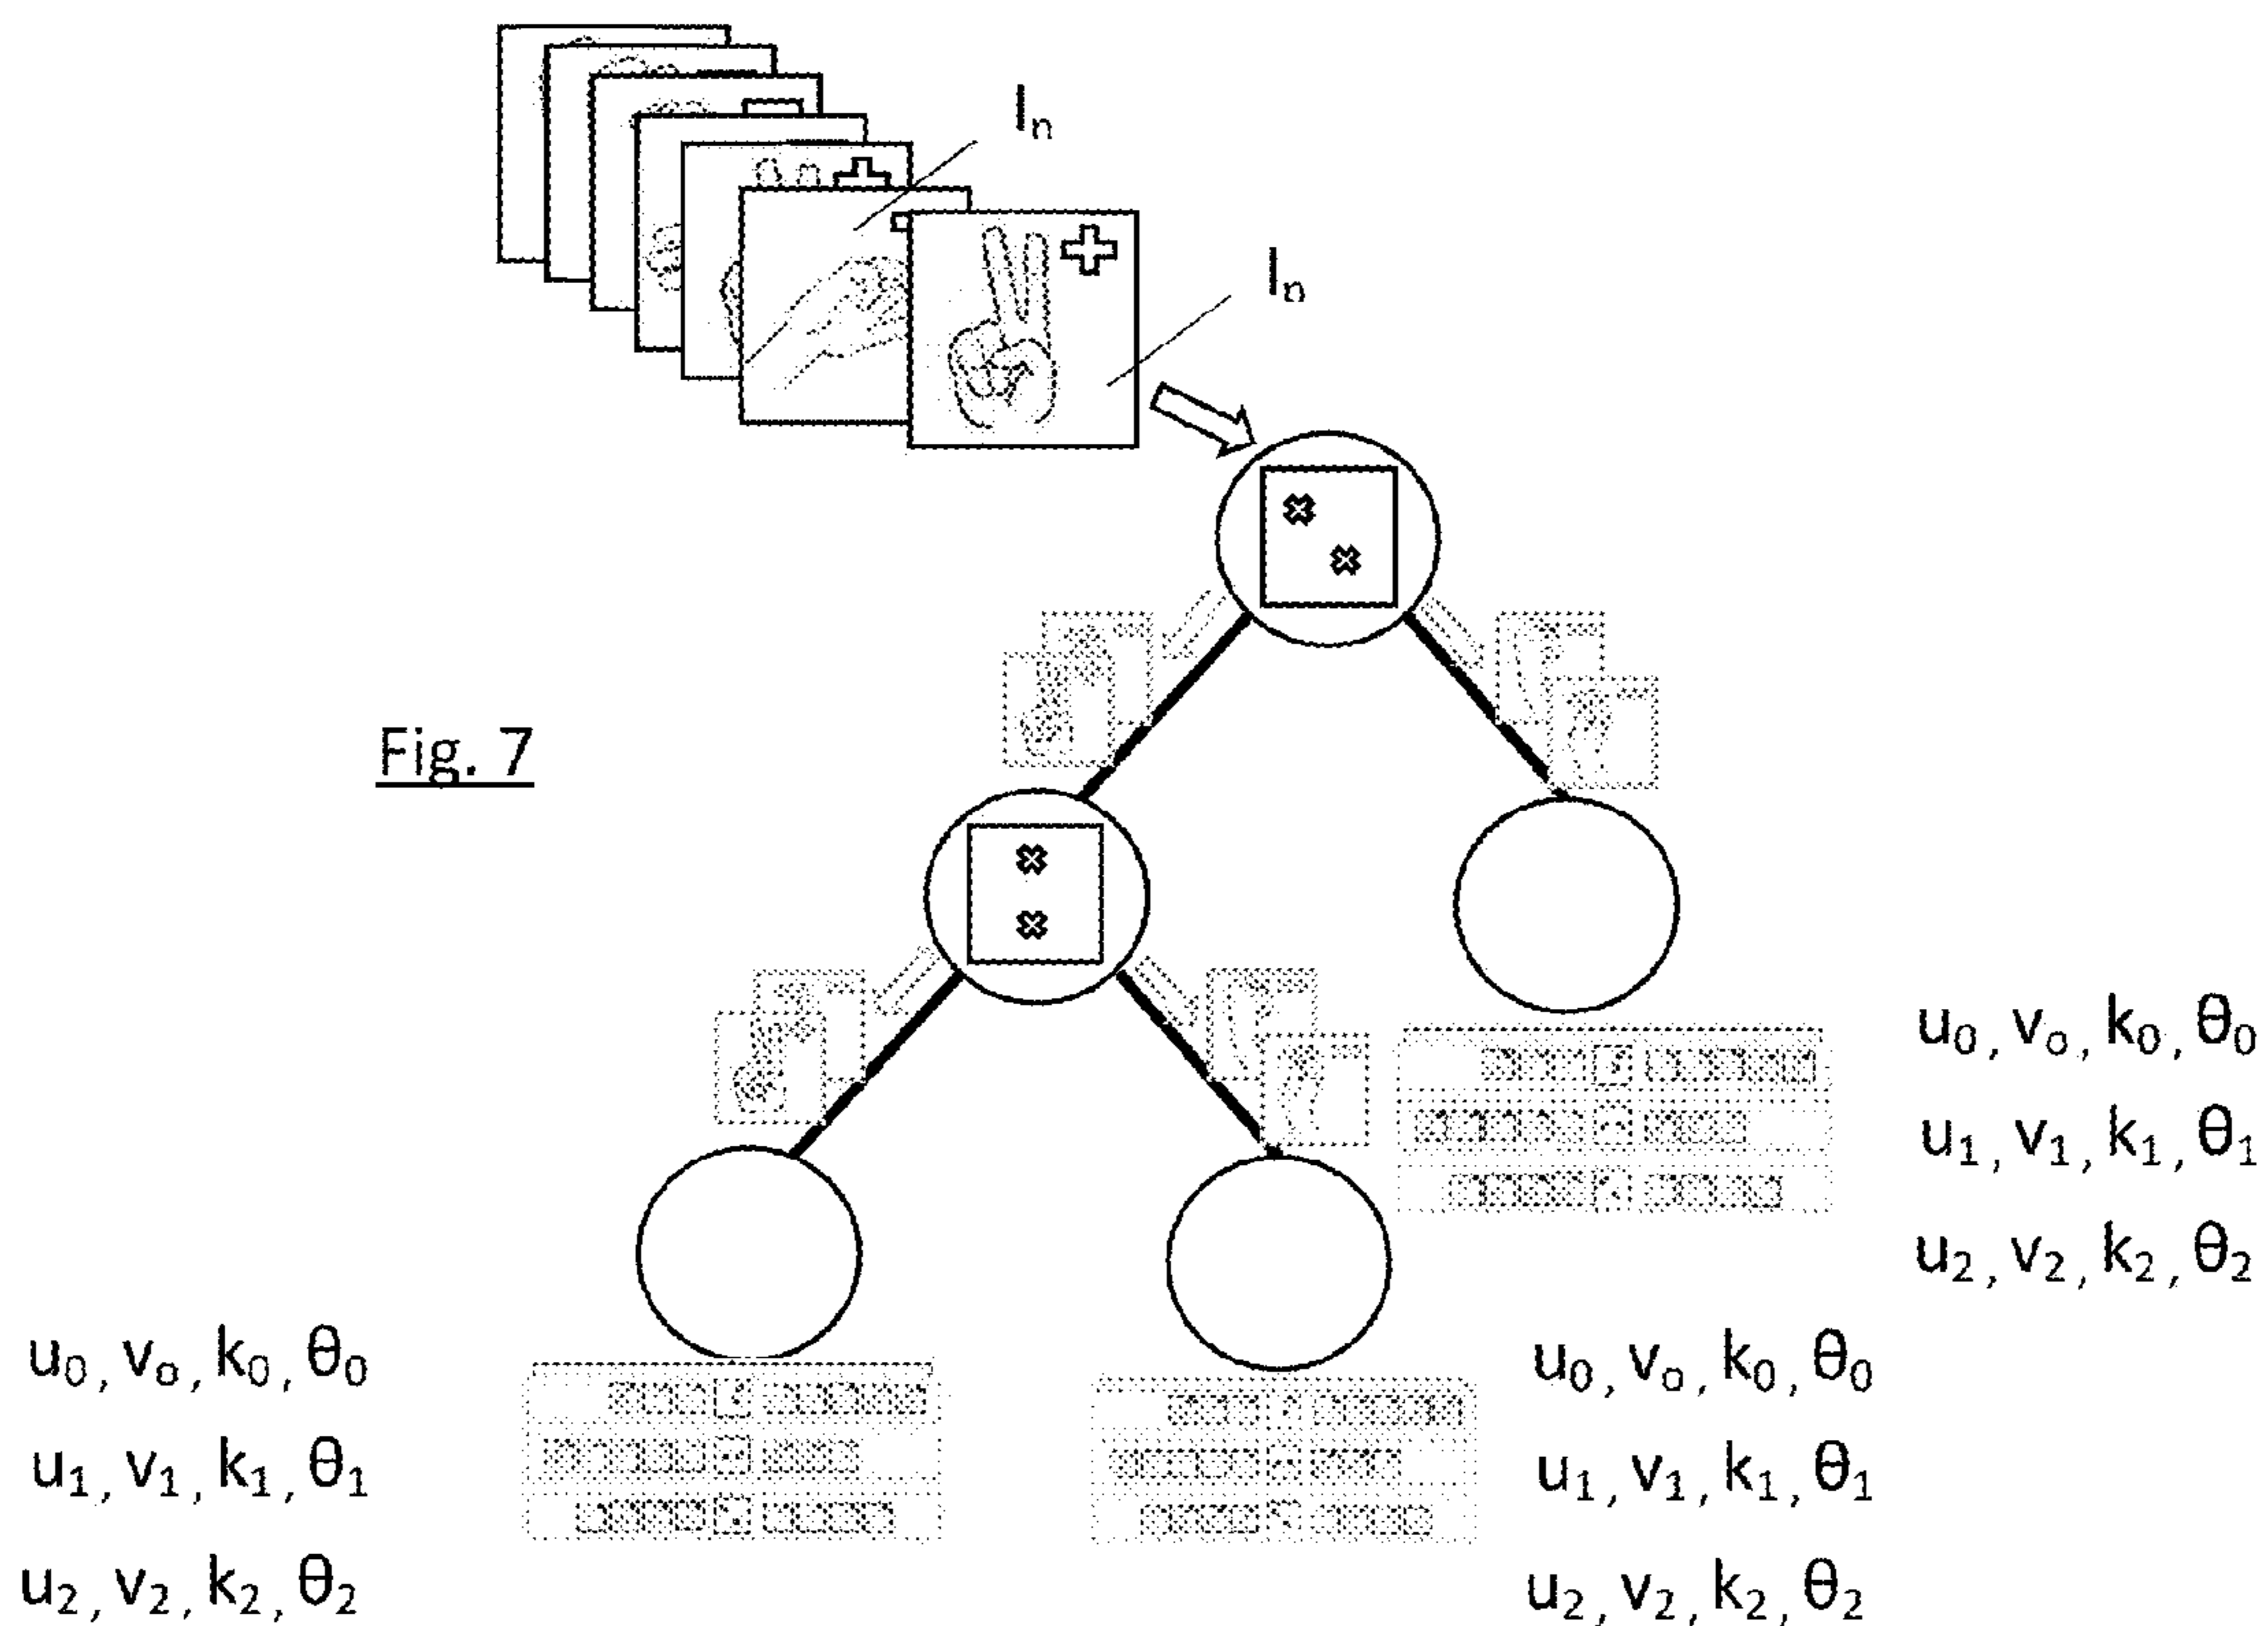 Iₙ
Iₙ
Fig. 7
u₀, vₒ, k₀, θ₀
u₁, v₁, k₁, θ₁
u₂, v₂, k₂, θ₂
u₀, vₒ, k₀, θ₀
u₁, v₁, k₁, θ₁
u₂, v₂, k₂, θ₂
u₀, vₒ, k₀, θ₀
u₁, v₁, k₁, θ₁
u₂, v₂, k₂, θ₂